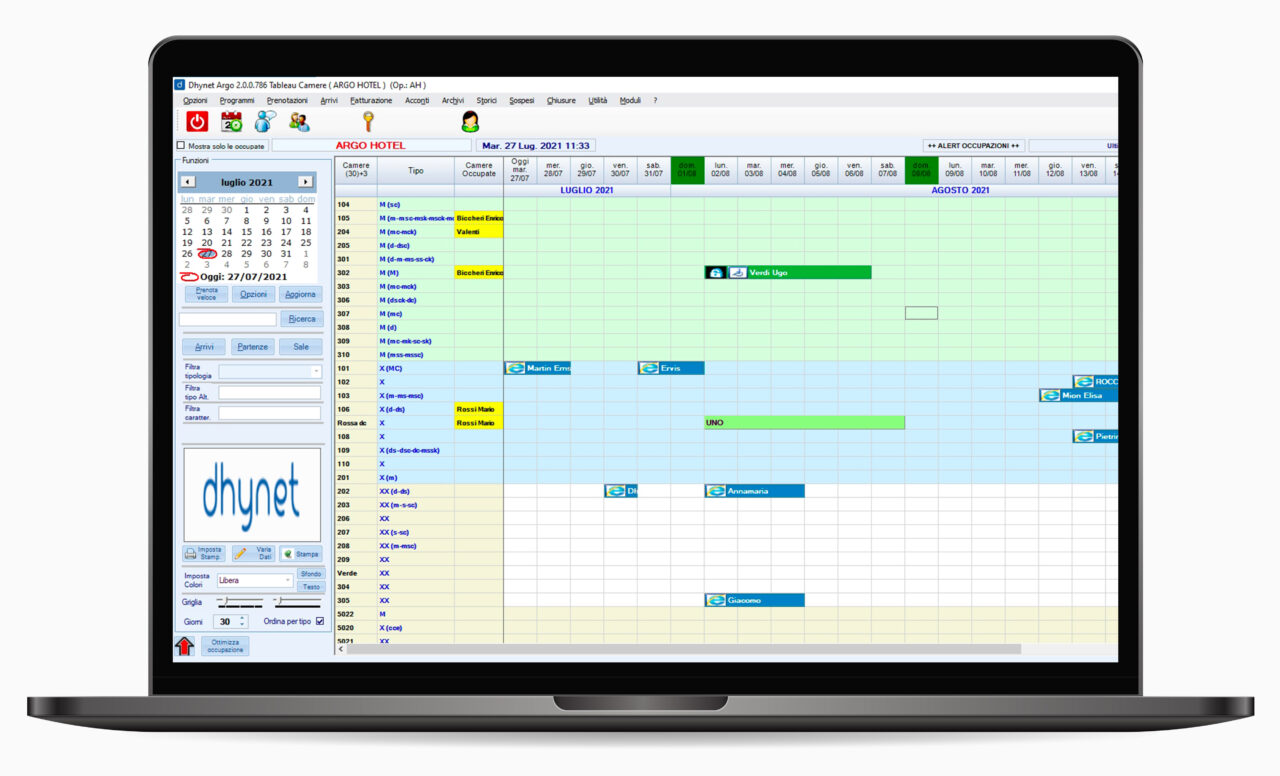 Dhynet Argo 2.0.0.786 Tableau Camere ( ARGO HOTEL ) (Op.: AH )
Opzioni Programmi Prenotazioni Arrivi Fatturazione Acconti Archivi Storici Sospesi Chiusure Utilità Moduli ?
Mostra solo le occupate ARGO HOTEL Mar. 27 Lug. 2021 11:33 ++ ALERT OCCUPAZIONI ++
Funzioni
luglio 2021
lun mar mer gio ven sab dom
28 29 30 1 2 3 4
5 6 7 8 9 10 11
12 13 14 15 16 17 18
19 20 21 22 23 24 25
26 27 28 29 30 31 1
2 3 4 5 6 7 8
Oggi: 27/07/2021
Prenota veloce Opzioni Aggiorna
Ricerca
Arrivi Partenze Sale
Filtra tipologia
Filtra tipo Alt.
Filtra caratter.
dhynet
Imposta Stamp. Varia Dati Stampa
Imposta Colori Libera Sfondo Testo
Griglia
Giorni 30 Ordina per tipo
Ottimizza occupazione
Camere (30)+3 Tipo Camere Occupate Oggi mar. 27/07 mer. 28/07 gio. 29/07 ven. 30/07 sab. 31/07 dom. 01/08 lun. 02/08 mar. 03/08 mer. 04/08 gio. 05/08 ven. 06/08 sab. 07/08 dom. 08/08 lun. 09/08 mar. 10/08 mer. 11/08 gio. 12/08 ven. 13/08
LUGLIO 2021 AGOSTO 2021
104 M (sc)
105 M (m-msc-msk-msck-mc Biccheri Enrico
204 M (mc-mck) Valenti
205 M (d-dsc)
301 M (d-m-ms-ss-ck)
302 M (M) Biccheri Enrico Verdi Ugo
303 M (mc-mck)
306 M (dsck-dc)
307 M (mc)
308 M (d)
309 M (mc-mk-sc-sk)
310 M (mss-mssc)
101 X (MC) Martin Erns Ervis
102 X ROCC
103 X (m-ms-msc) Mion Elisa
106 X (d-ds) Rossi Mario
Rossa dc X Rossi Mario UNO
108 X Pietrin
109 X (ds-dsc-dc-mssk)
110 X
201 X (m)
202 XX (d-ds) Dh Annamaria
203 XX (m-s-sc)
206 XX
207 XX (s-sc)
208 XX (m-msc)
209 XX
Verde XX
304 XX
305 XX Giacomo
5022 M
5020 X (cce)
5021 XX